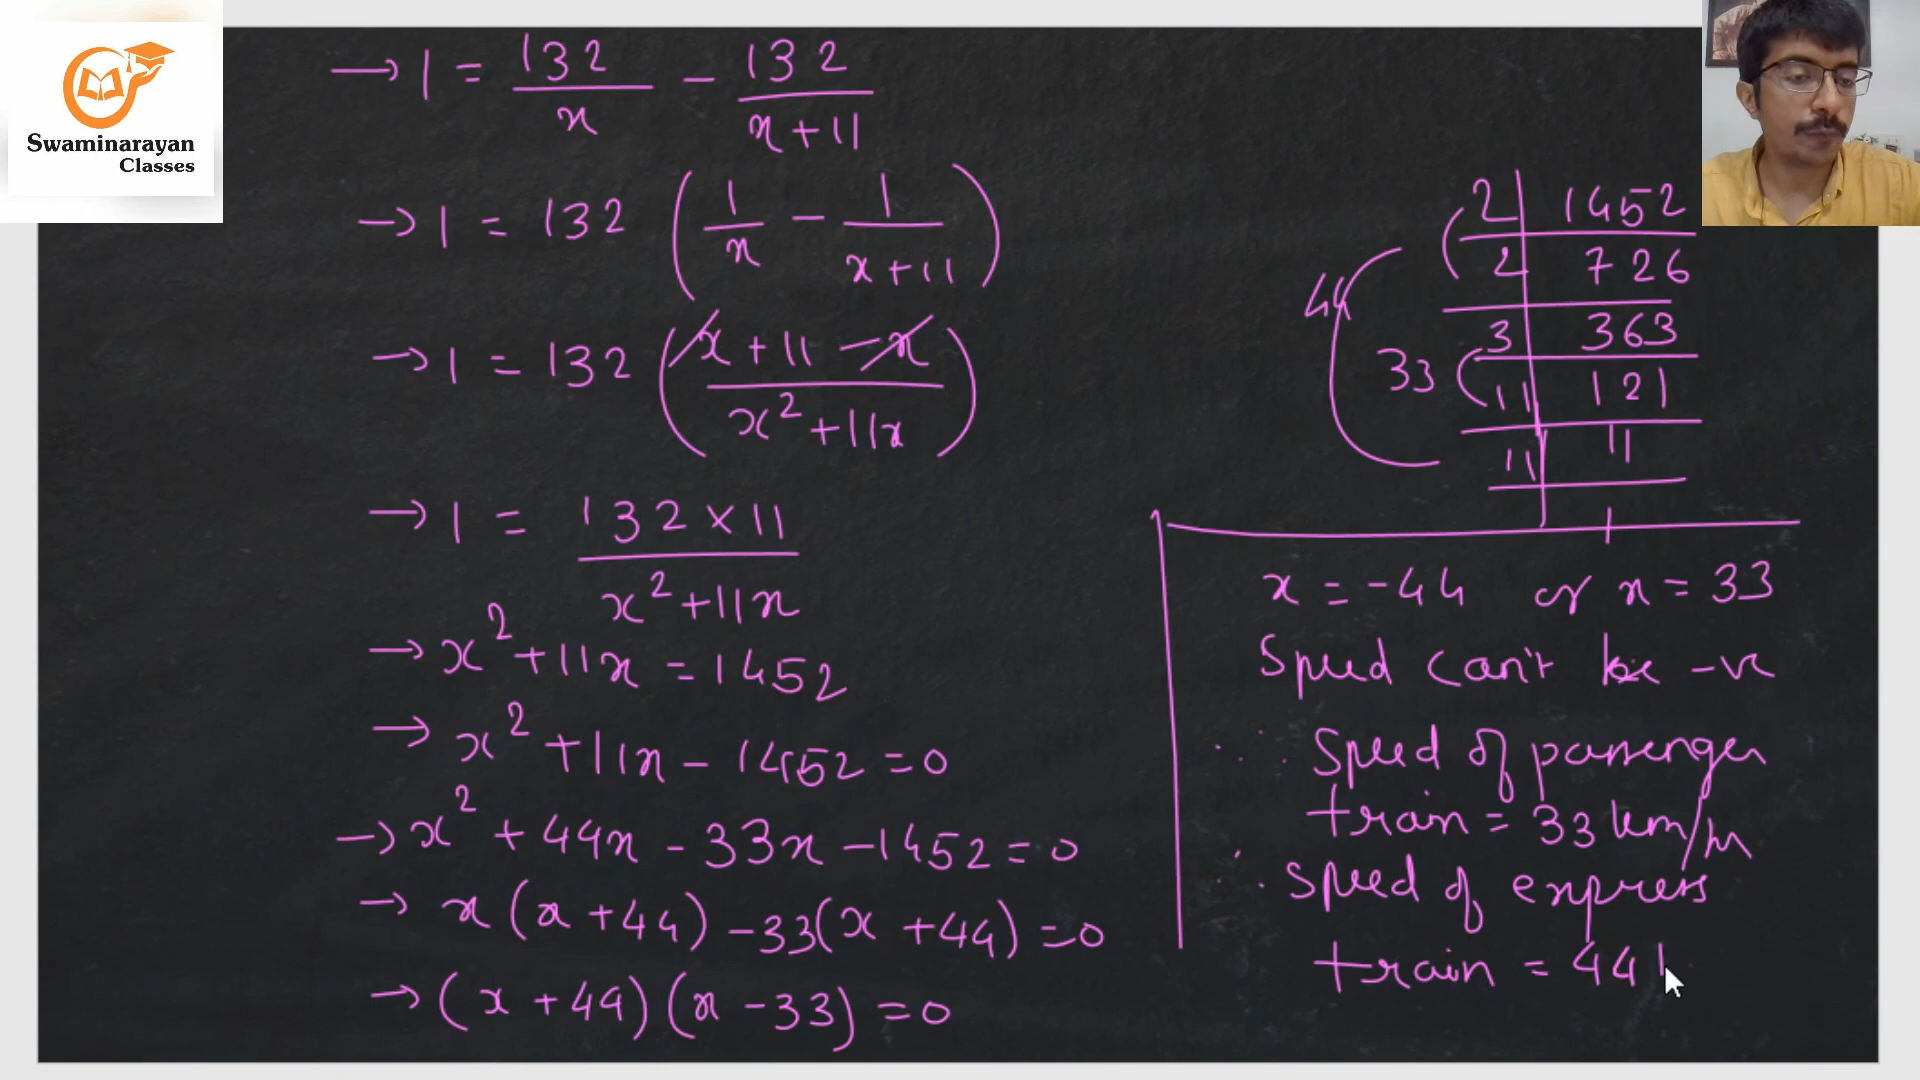 Swaminarayan
Classes
→ 1 = 132/x - 132/x+11
→ 1 = 132 (1/x - 1/x+11)
→ 1 = 132 (x+11-x/x²+11x)
→ 1 = 132×11/x²+11x
→ x²+11x = 1452
→ x²+11x - 1452 = 0
→ x² + 44x - 33x - 1452 = 0
→ x(x+44) - 33(x+44) = 0
→ (x+44)(x-33) = 0
2 | 1452
2 | 726
3 | 363
11 | 121
11 | 11
1
44
33
x = -44 or x = 33
Speed can't be -ve
∴ Speed of passenger
train = 33 km/hr
∴ Speed of express
train = 44 k